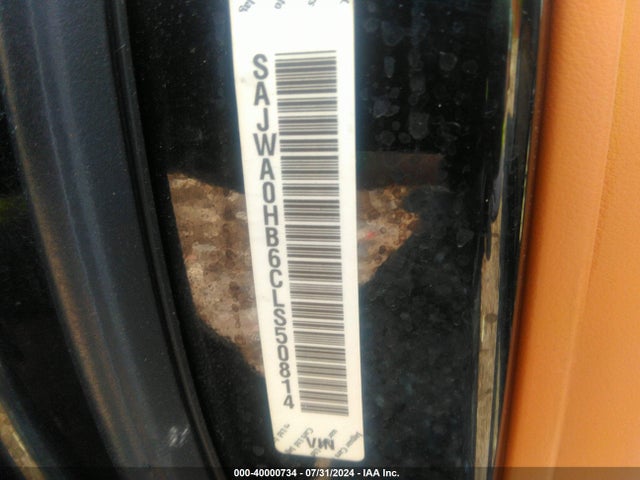 SAJWA0HB6CLS50814
VIN
000-40000734 - 07/31/2024 - IAA Inc.